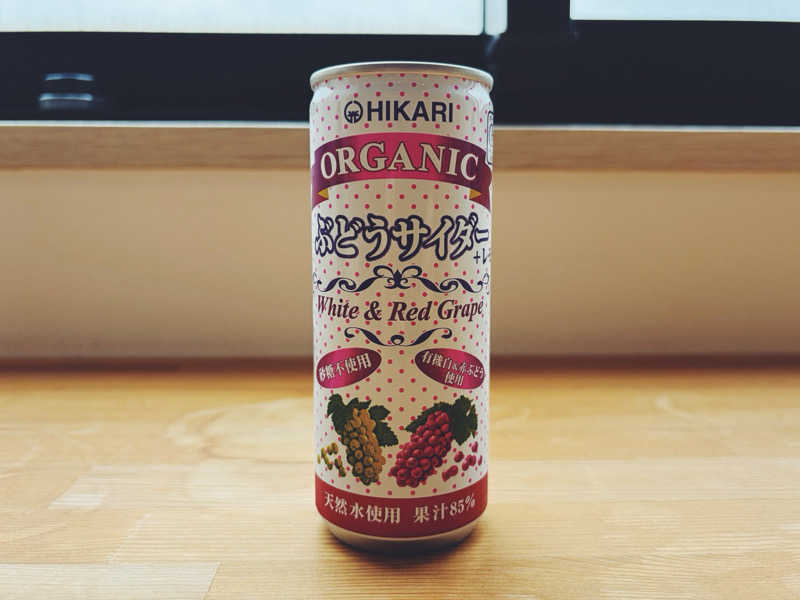 HIKARI
ORGANIC
ぶどうサイダー
White & Red Grape
砂糖不使用
有機白&赤ぶどう
使用
天然水使用 果汁85%